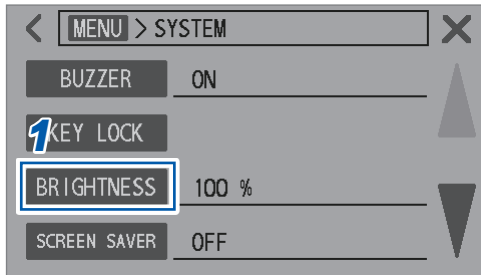 MENU > SYSTEM
BUZZER ON
1
KEY LOCK
BRIGHTNESS 100 %
SCREEN SAVER OFF